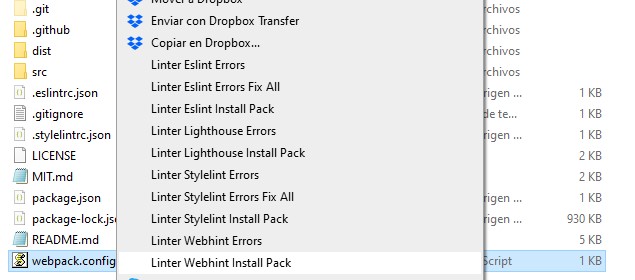 .git
Mover a Dropbox
rchivos
.github
Enviar con Dropbox Transfer
rchivos
dist
Copiar en Dropbox...
rchivos
src
Linter Eslint Errors
rchivos
.eslintrc.json
Linter Eslint Errors Fix All
rigen ...
1 KB
.gitignore
Linter Eslint Install Pack
de te...
1 KB
.stylelintrc.json
Linter Lighthouse Errors
rigen ...
1 KB
LICENSE
Linter Lighthouse Install Pack
2 KB
MIT.md
Linter Stylelint Errors
2 KB
package.json
Linter Stylelint Errors Fix All
rigen ...
1 KB
package-lock.js
Linter Stylelint Install Pack
rigen ...
930 KB
README.md
Linter Webhint Errors
5 KB
webpack.config
Linter Webhint Install Pack
Script
1 KB